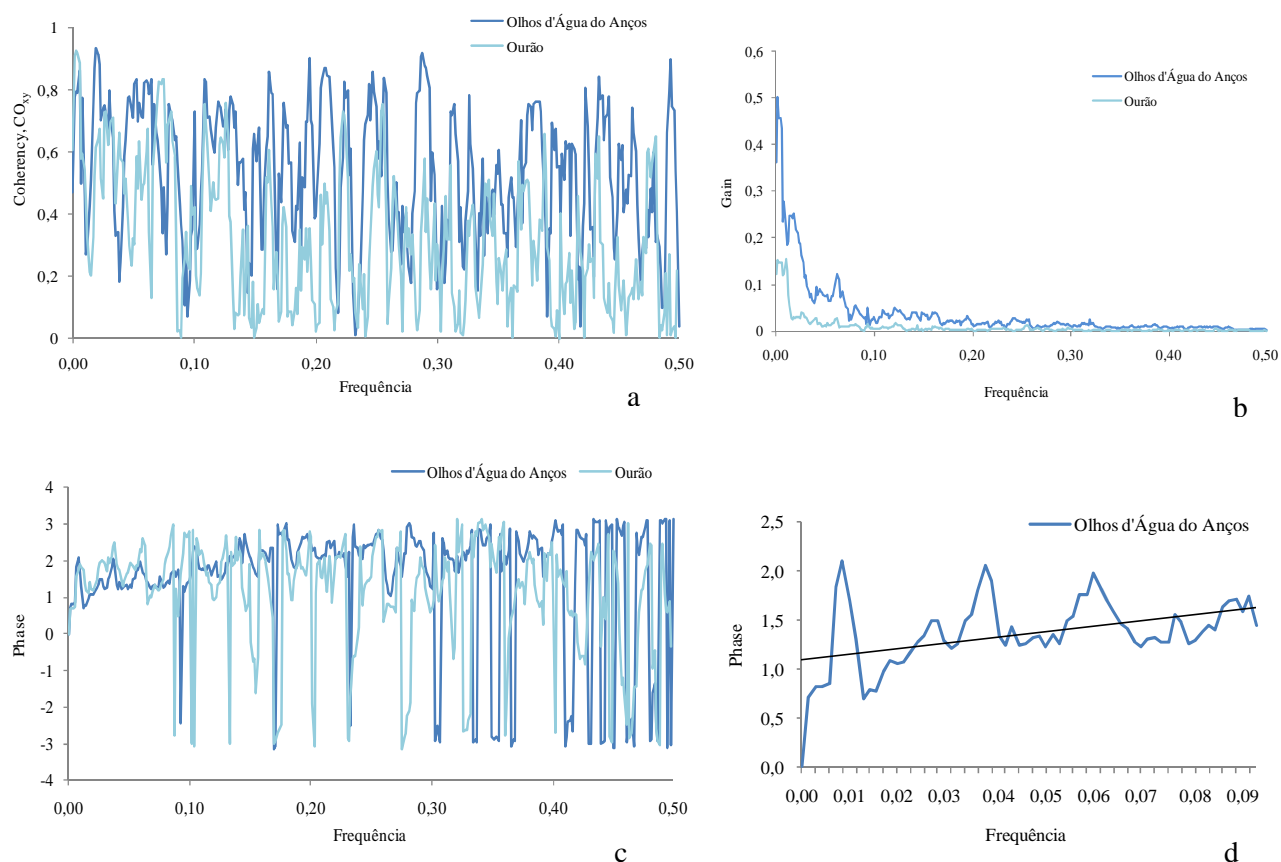 Olhos d'Água do Anços
Ourão
1
0,8
0,6
0,4
0,2
0
Coherency, CO_xy
0,00
0,10
0,20
0,30
0,40
0,50
Frequência
a
0,6
0,5
0,4
0,3
0,2
0,1
0
Gain
Olhos d'Água do Anços
Ourão
0,00
0,10
0,20
0,30
0,40
0,50
Frequência
b
Olhos d'Água do Anços
Ourão
4
3
2
1
0
-1
-2
-3
-4
Phase
0,00
0,10
0,20
0,30
0,40
0,50
Frequência
c
Olhos d'Água do Anços
2,5
2,0
1,5
1,0
0,5
0,0
Phase
0,00
0,01
0,02
0,03
0,04
0,05
0,06
0,07
0,08
0,09
Frequência
d